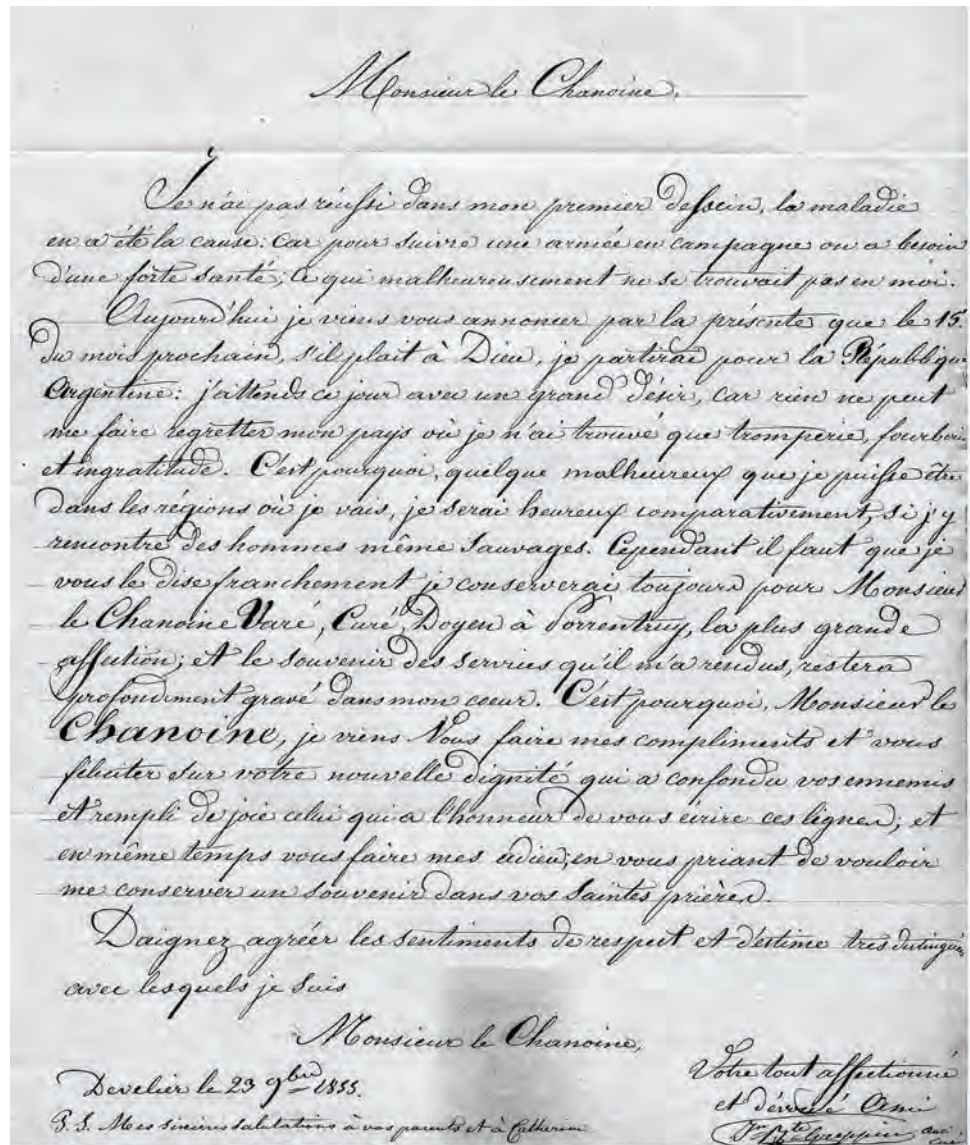 Monsieur le Chanoine,
Je n'ai pas réussi dans mon premier dessein, la maladie
en a été la cause: car pour suivre une armée en campagne on a besoin
d'une forte santé; ce qui malheureusement ne se trouvait pas en moi.
Aujourd'hui je viens vous annoncer par la présente que le 15.
du mois prochain, s'il plait à Dieu, je partirai pour la République
Argentine: j'attends ce jour avec un grand désir, car rien ne peut
me faire regretter mon pays où je n'ai trouvé que tromperie, fourberie
et ingratitude. C'est pourquoi, quelque malheureux que je puisse être
dans les régions où je vais, je serai heureux comparativement, si j'y
rencontre des hommes même sauvages. Cependant il faut que je
vous le dise franchement je conserverai toujours pour Monsieur
le Chanoine Varé, Curé, Doyen à Porrentruy, la plus grande
affection; et le souvenir des services qu'il m'a rendus, restera
profondément gravé dans mon coeur. C'est pourquoi, Monsieur le
Chanoine, je viens Vous faire mes compliments et vous
féliciter sur votre nouvelle dignité qui a confondu vos ennemis
et rempli de joie celui qui a l'honneur de vous écrire ces lignes; et
en même temps vous faire mes adieu; en vous priant de vouloir
me conserver un souvenir dans vos Saintes prières.
Daignez agréer les sentiments de respect et d'estime très distingués
avec lesquels je suis
Monsieur le Chanoine,
Votre tout affectionné
et dévoué Ami
Develier le 23 9bre 1855.
P. S. Mes sincères salutations à vos parents et à Catherine